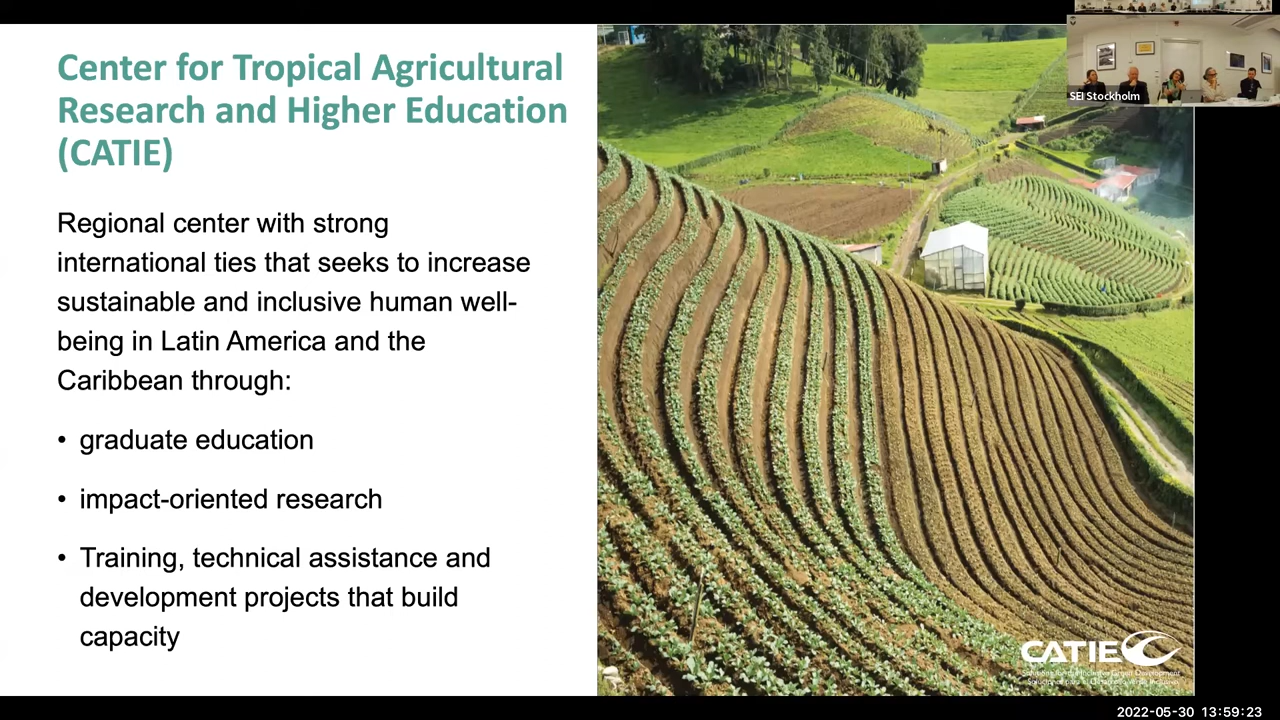 Center for Tropical Agricultural
Research and Higher Education
(CATIE)
Regional center with strong
international ties that seeks to increase
sustainable and inclusive human well-
being in Latin America and the
Caribbean through:
• graduate education
• impact-oriented research
• Training, technical assistance and
development projects that build
capacity
SEI Stockholm
CATIE
2022-05-30 13:59:23